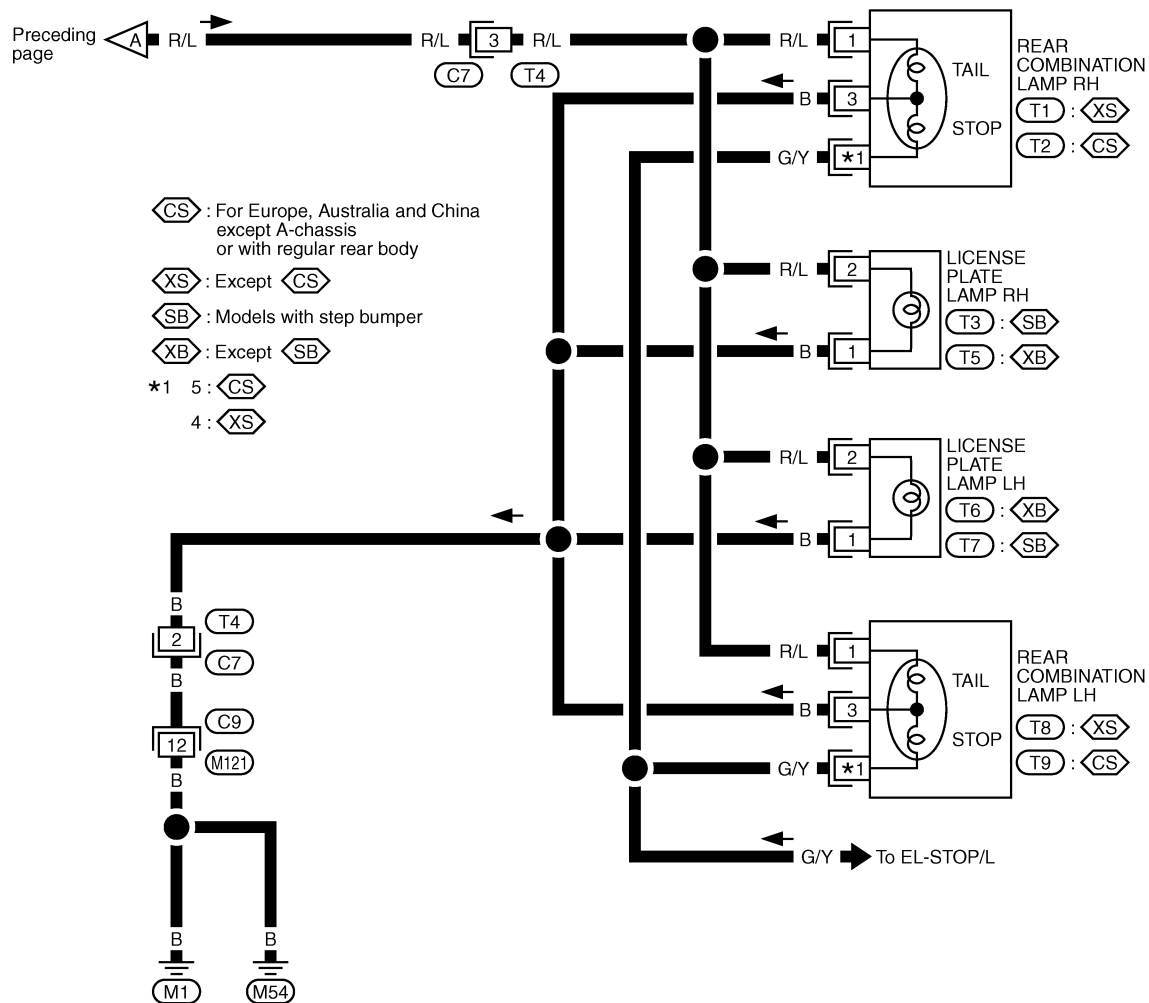 Preceding
page
A R/L R/L 3 R/L R/L 1
C7 T4
REAR
COMBINATION
LAMP RH
T1 : XS
T2 : CS
TAIL
B 3
STOP
G/Y *1
CS : For Europe, Australia and China
except A-chassis
or with regular rear body
XS : Except CS
SB : Models with step bumper
XB : Except SB
*1 5 : CS
4 : XS
R/L 2
LICENSE
PLATE
LAMP RH
T3 : SB
T5 : XB
B 1
R/L 2
LICENSE
PLATE
LAMP LH
T6 : XB
T7 : SB
B 1
B
2
T4
C7
B
C9
12
M121
B
R/L 1
TAIL
REAR
COMBINATION
LAMP LH
T8 : XS
T9 : CS
B 3
STOP
G/Y *1
G/Y To EL-STOP/L
B B
M1 M54